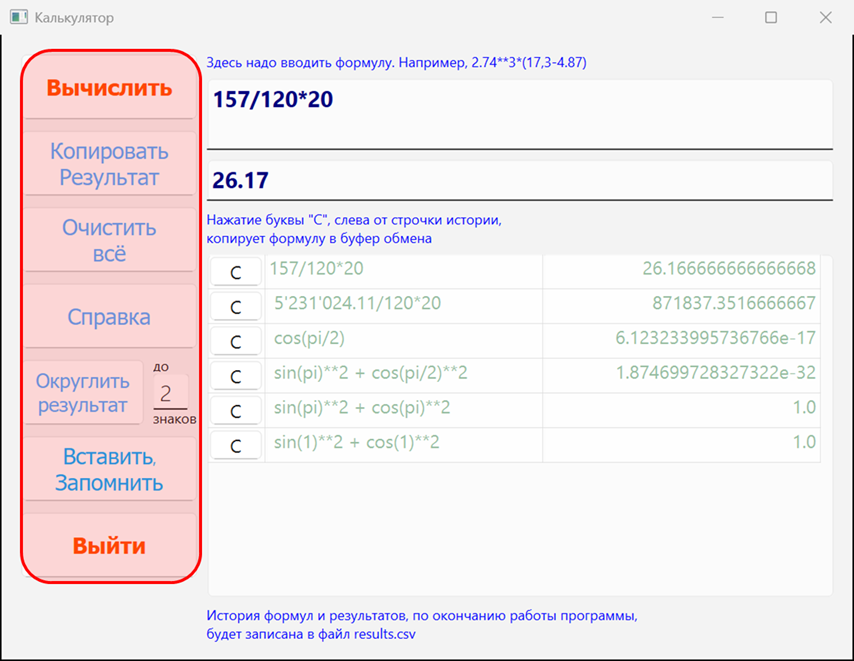 Калькулятор
Здесь надо вводить формулу. Например, 2.74**3*(17,3-4.87)
Вычислить
157/120*20
Копировать
Результат
26.17
Очистить
всё
Нажатие буквы "С", слева от строчки истории,
копирует формулу в буфер обмена
C 157/120*20 26.166666666666668
C 5'231'024.11/120*20 871837.3516666667
C cos(pi/2) 6.123233995736766e-17
C sin(pi)**2 + cos(pi/2)**2 1.874699728327322e-32
C sin(pi)**2 + cos(pi)**2 1.0
C sin(1)**2 + cos(1)**2 1.0
Справка
Округлить
результат
до
2
знаков
Вставить,
Запомнить
Выйти
История формул и результатов, по окончанию работы программы,
будет записана в файл results.csv